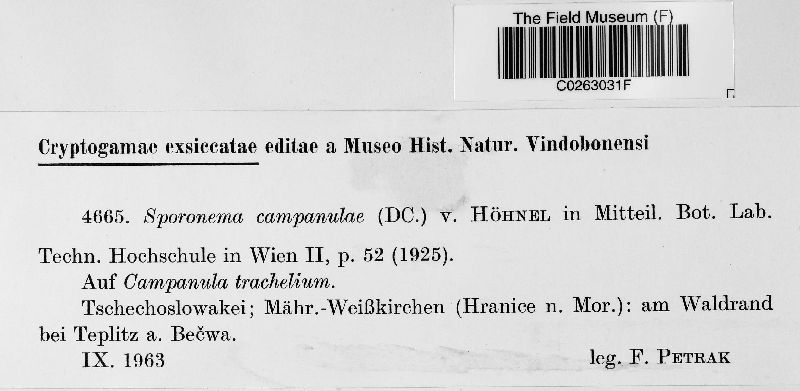 The Field Museum (F)
C0263031F
Cryptogamae exsiccatae editae a Museo Hist. Natur. Vindobonensi
4665. Sporonema campanulae (DC.) v. HÖHNEL in Mitteil. Bot. Lab.
Techn. Hochschule in Wien II, p. 52 (1925).
Auf Campanula trachelium.
Tschechoslowakei; Mähr.-Weißkirchen (Hranice n. Mor.): am Waldrand
bei Teplitz a. Bečwa.
IX. 1963 leg. F. PETRAK